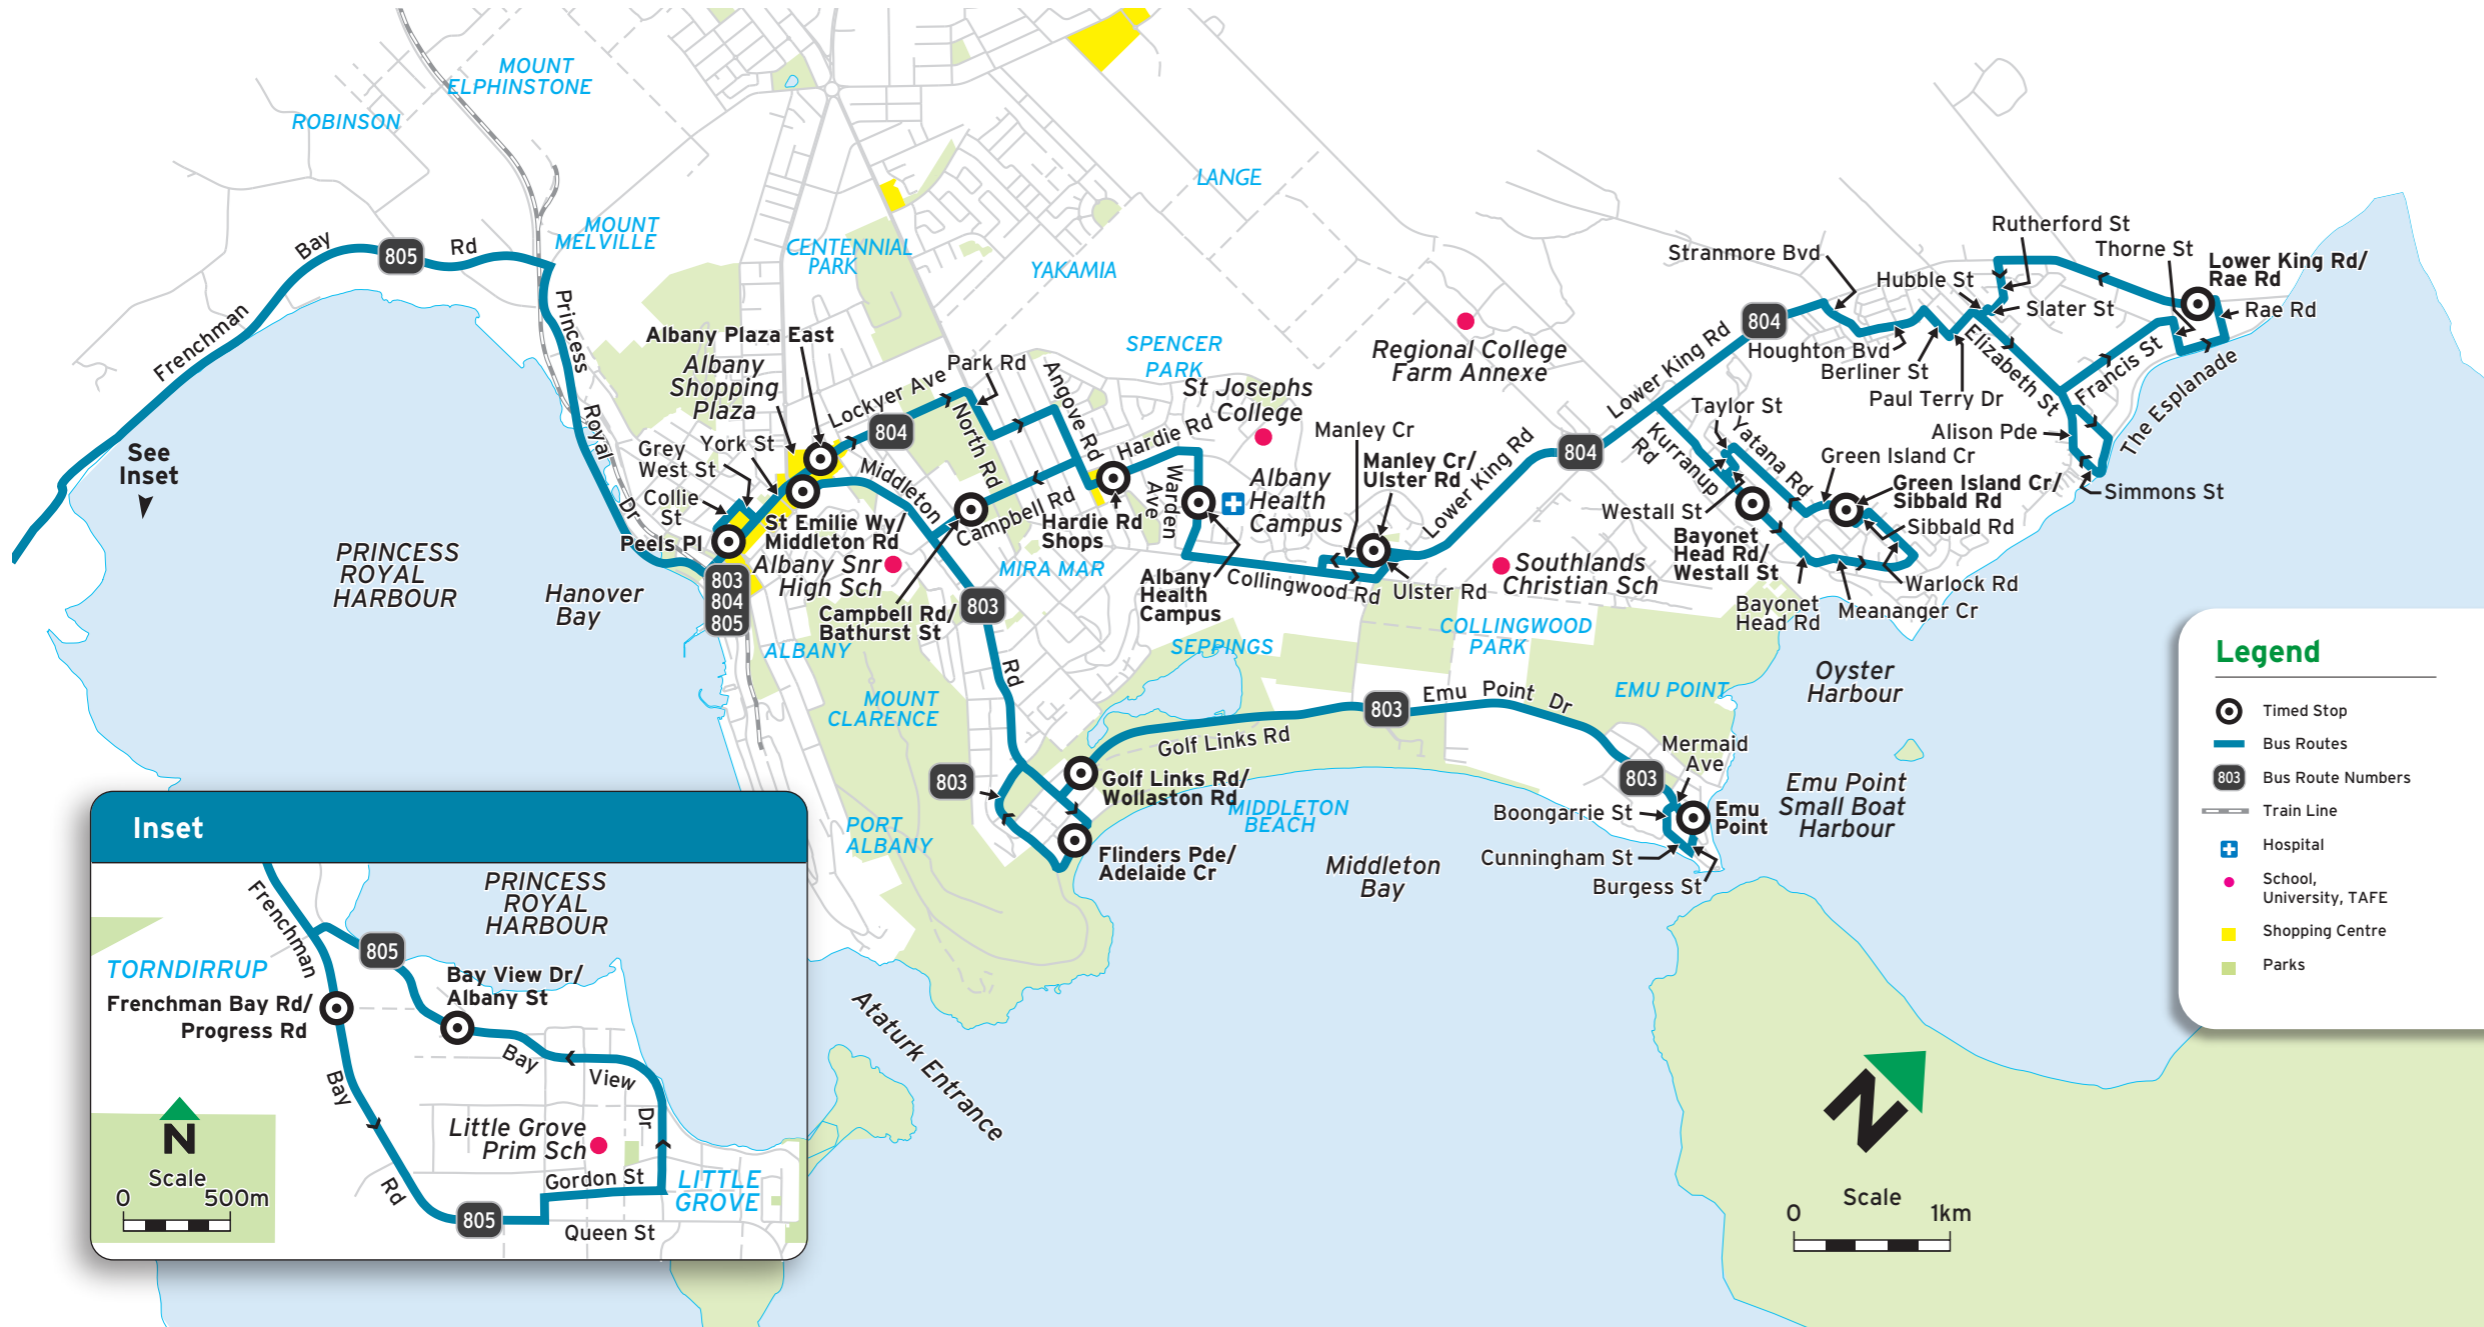 MOUNT
ELPHINSTONE
ROBINSON
LANGE
MOUNT
MELVILLE
CENTENNIAL
PARK
YAKAMIA
Bay
805
Rd
Frenchman
Princess
Royal
Dr
See
Inset
PRINCESS
ROYAL
HARBOUR
Hanover
Bay
Albany Plaza East
Albany
Shopping
Plaza
Grey
West St
York St
Collie
St
Peels Pl
803
804
805
St Emilie Wy/
Middleton Rd
Albany Snr
High Sch
ALBANY
Lockyer Ave
804
Park Rd
North Rd
Angove Rd
Middleton
Rd
Campbell Rd
Campbell Rd/
Bathurst St
803
Hardie Rd
Hardie Rd
Shops
MIRA MAR
SPENCER
PARK
St Josephs
College
Warden
Ave
Albany
Health
Campus
Albany
Health
Campus
Regional College
Farm Annexe
Manley Cr
Manley Cr/
Ulster Rd
Collingwood Rd
Ulster Rd
Lower King Rd
804
Southlands
Christian Sch
COLLINGWOOD
PARK
SEPPINGS
Lower King Rd
804
Stranmore Bvd
Houghton Bvd
Berliner St
Paul Terry Dr
Hubble St
Slater St
Rutherford St
Thorne St
Lower King Rd/
Rae Rd
Rae Rd
Elizabeth St
Francis St
The Esplanade
Alison Pde
Simmons St
Kurranup
Rd
Taylor St
Yatana Rd
Green Island Cr
Green Island Cr/
Sibbald Rd
Sibbald Rd
Westall St
Bayonet
Head Rd/
Westall St
Warlock Rd
Bayonet
Head Rd
Meananger Cr
Oyster
Harbour
EMU POINT
Emu Point Dr
803
Golf Links Rd
Golf Links Rd/
Wollaston Rd
803
Flinders Pde/
Adelaide Cr
MOUNT
CLARENCE
PORT
ALBANY
MIDDLETON
BEACH
Middleton
Bay
803
Mermaid
Ave
Boongarrie St
Emu
Point
Cunningham St
Burgess St
Emu Point
Small Boat
Harbour
Ataturk Entrance
Legend
Timed Stop
Bus Routes
803
Bus Route Numbers
Train Line
Hospital
School,
University, TAFE
Shopping Centre
Parks
N
Scale
0 1km
Inset
Frenchman
Bay
Rd
PRINCESS
ROYAL
HARBOUR
TORNDIRRUP
805
Bay View Dr/
Albany St
Frenchman Bay Rd/
Progress Rd
Bay
View
Dr
Little Grove
Prim Sch
Gordon St
LITTLE
GROVE
805
Queen St
N
Scale
0 500m